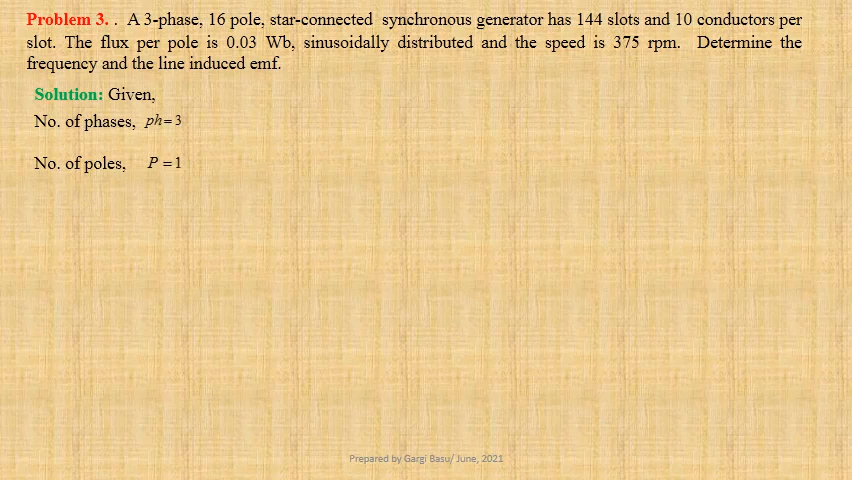 Problem 3. . A 3-phase, 16 pole, star-connected synchronous generator has 144 slots and 10 conductors per
slot. The flux per pole is 0.03 Wb, sinusoidally distributed and the speed is 375 rpm. Determine the
frequency and the line induced emf.
Solution: Given,
No. of phases, ph=3
No. of poles, P =1
Prepared by Gargi Basu/ June, 2021